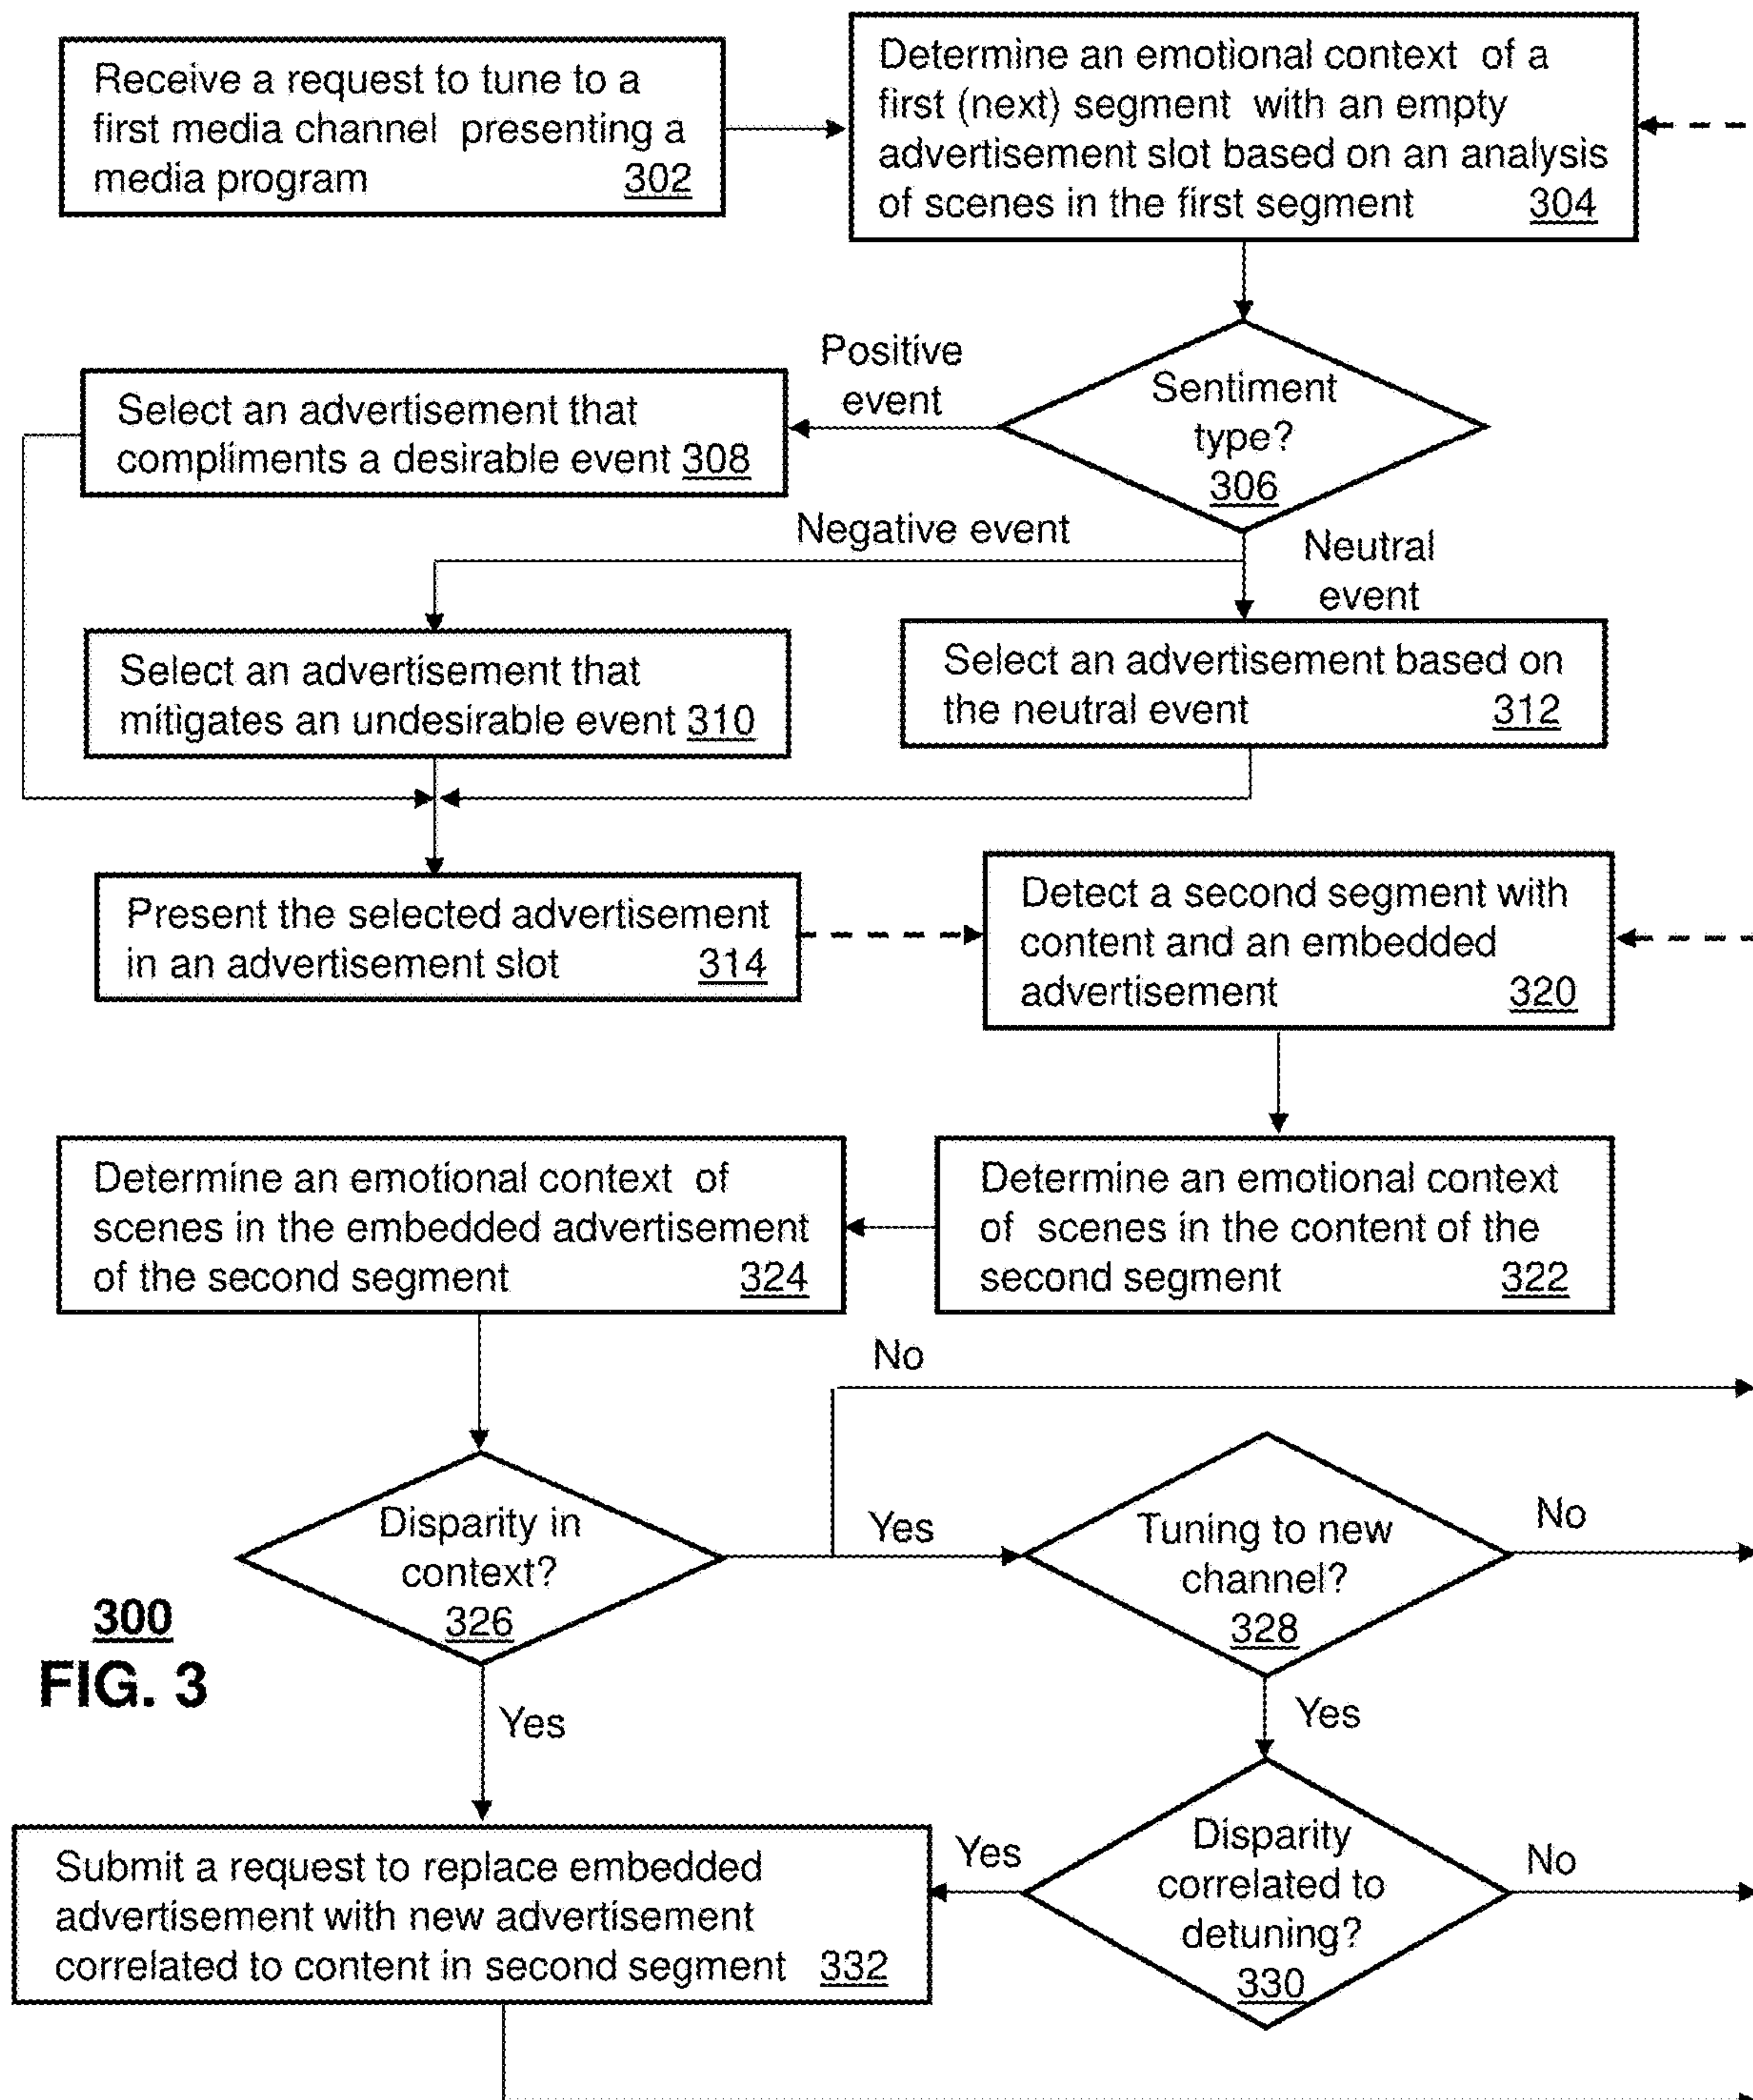 Receive a request to tune to a
first media channel presenting a
media program 302
Determine an emotional context of a
first (next) segment with an empty
advertisement slot based on an analysis
of scenes in the first segment 304
Sentiment
type?
306
Positive
event
Select an advertisement that
compliments a desirable event 308
Negative event
Neutral
event
Select an advertisement that
mitigates an undesirable event 310
Select an advertisement based on
the neutral event 312
Present the selected advertisement
in an advertisement slot 314
Detect a second segment with
content and an embedded
advertisement 320
Determine an emotional context
of scenes in the content of the
second segment 322
Determine an emotional context of
scenes in the embedded advertisement
of the second segment 324
No
Disparity in
context?
326
Yes
Tuning to new
channel?
328
No
300
FIG. 3
Yes
Yes
Submit a request to replace embedded
advertisement with new advertisement
correlated to content in second segment 332
Yes
Disparity
correlated to
detuning?
330
No